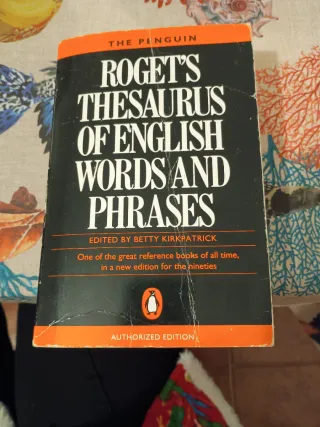 THE PENGUIN
ROGET'S
THESAURUS
OF ENGLISH
WORDS AND
PHRASES
EDITED BY BETTY KIRKPATRICK
One of the great reference books of all time,
in a new edition for the nineties
AUTHORIZED EDITION